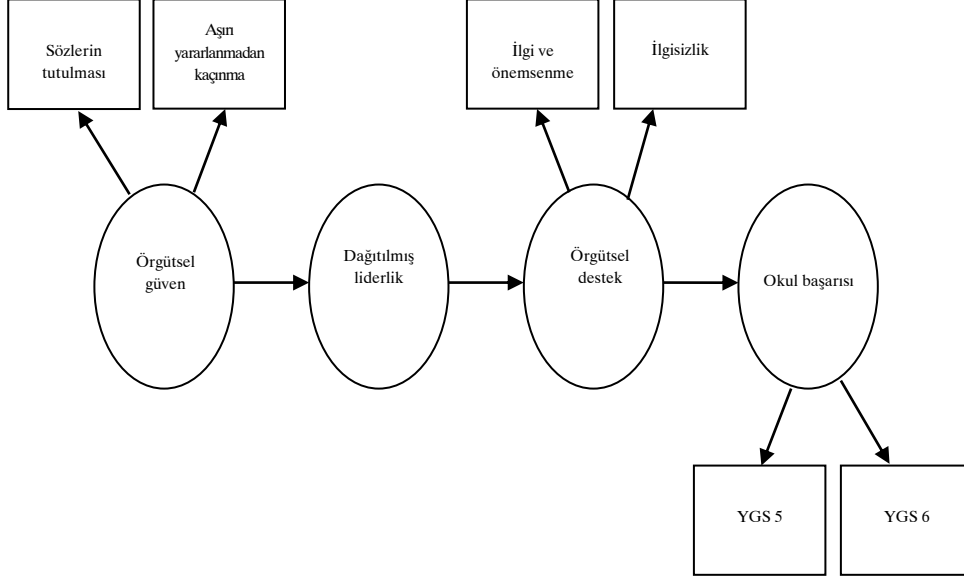 Sözlerin
tutulması
Aşırı
yararlanmadan
kaçınma
İlgi ve
önemsenme
İlgisizlik
Örgütsel
güven
Dağıtılmış
liderlik
Örgütsel
destek
Okul başarısı
YGS 5
YGS 6